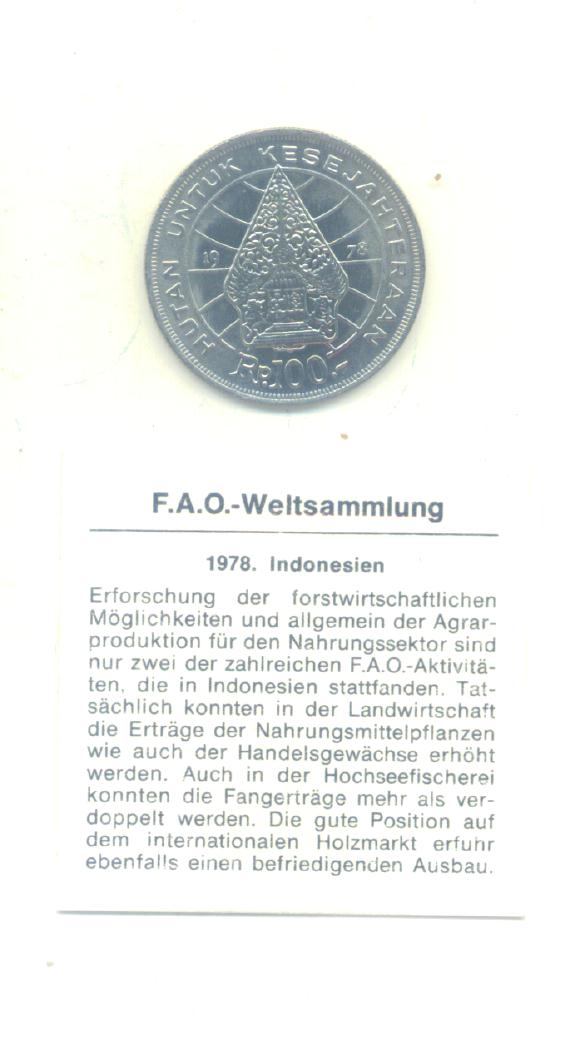 HUTAN UNTUK KESEJAHTERAAN
19 78
RP.100.-
F.A.O.-Weltsammlung
1978. Indonesien
Erforschung der forstwirtschaftlichen
Möglichkeiten und allgemein der Agrar-
produktion für den Nahrungssektor sind
nur zwei der zahlreichen F.A.O.-Aktivitä-
ten, die in Indonesien stattfanden. Tat-
sächlich konnten in der Landwirtschaft
die Erträge der Nahrungsmittelpflanzen
wie auch der Handelsgewächse erhöht
werden. Auch in der Hochseefischerei
konnten die Fangerträge mehr als ver-
doppelt werden. Die gute Position auf
dem internationalen Holzmarkt erfuhr
ebenfalls einen befriedigenden Ausbau.